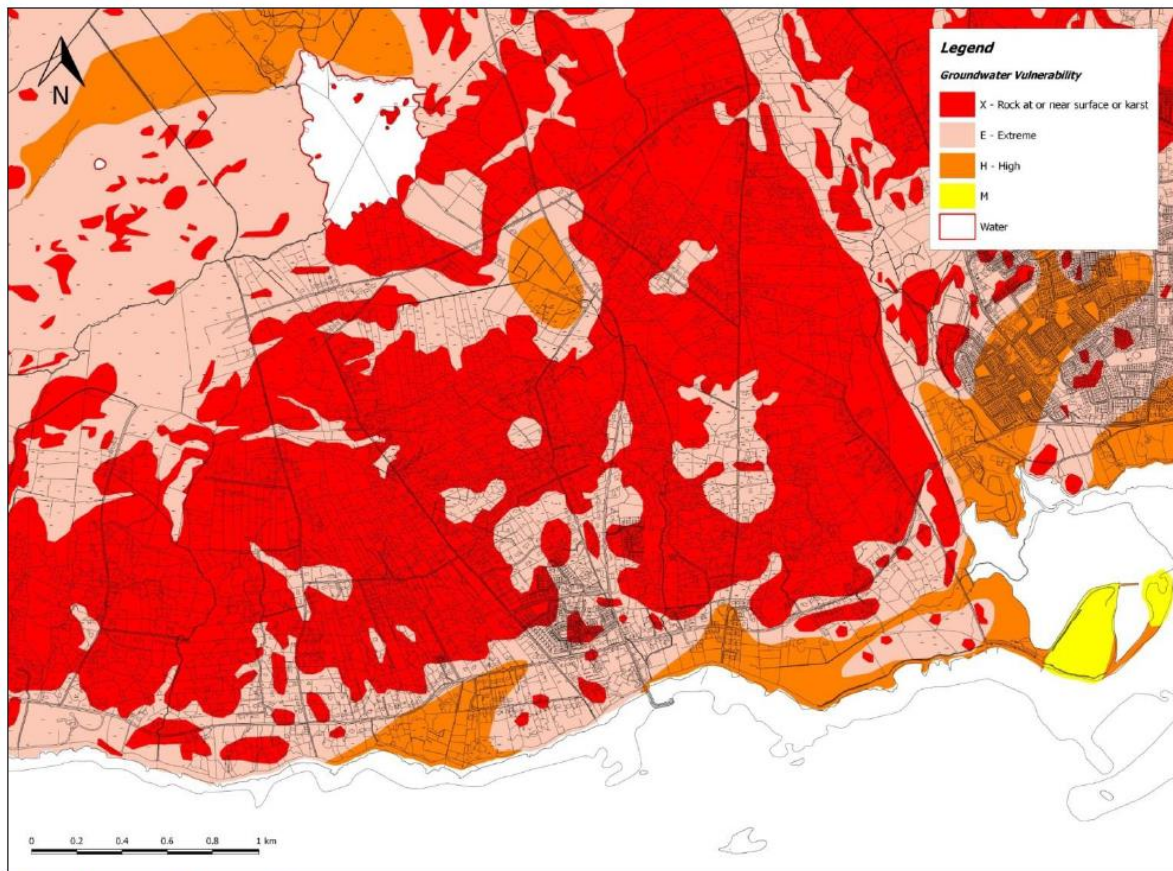 N
Legend
Groundwater Vulnerability
X - Rock at or near surface or karst
E - Extreme
H - High
M
Water
0 0.2 0.4 0.6 0.8 1 km